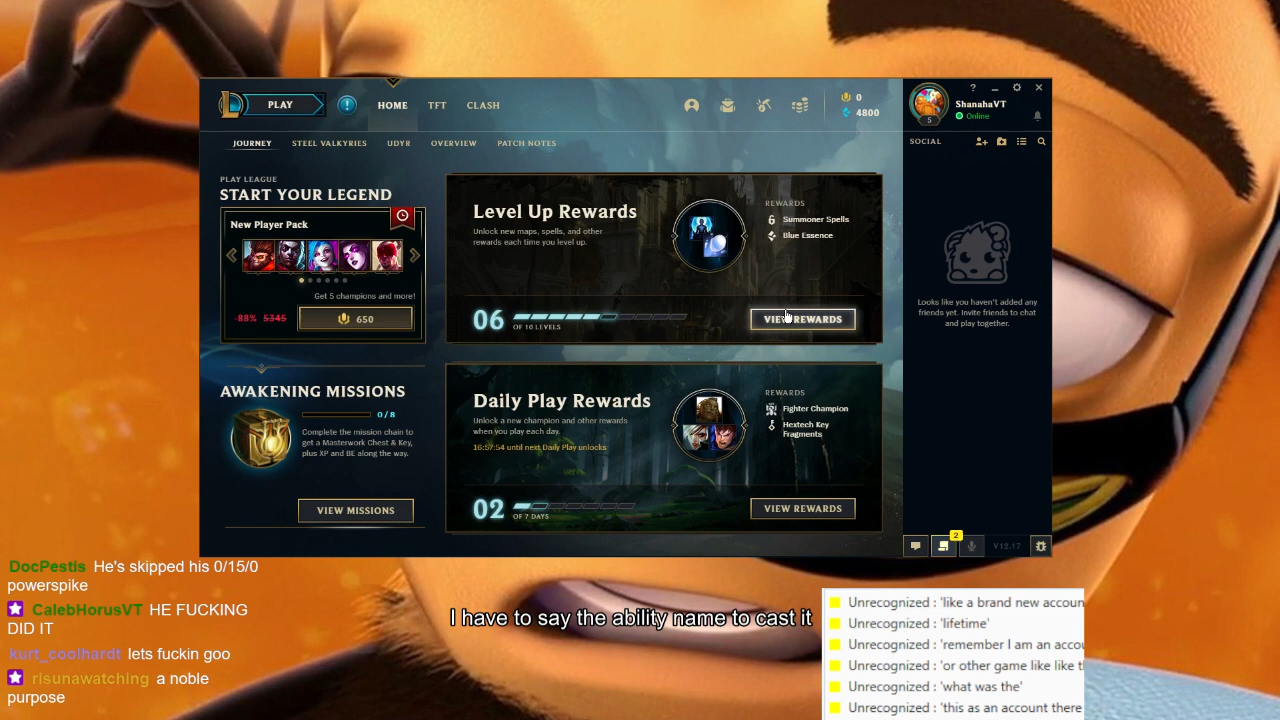 PLAY
!
HOME
TFT
CLASH
0
4800
?
5
ShanahaVT
Online
JOURNEY
STEEL VALKYRIES
UDYR
OVERVIEW
PATCH NOTES
SOCIAL
PLAY LEAGUE
START YOUR LEGEND
New Player Pack
Get 5 champions and more!
-88% 5345
650
Level Up Rewards
Unlock new maps, spells, and other
rewards each time you level up.
REWARDS
Summoner Spells
Blue Essence
06
OF 10 LEVELS
VIEW REWARDS
AWAKENING MISSIONS
0/8
Complete the mission chain to
get a Masterwork Chest & Key,
plus XP and BE along the way.
VIEW MISSIONS
Daily Play Rewards
Unlock a new champion and other rewards
when you play each day.
16:57:54 until next Daily Play unlocks
REWARDS
Fighter Champion
Hextech Key
Fragments
02
OF 7 DAYS
VIEW REWARDS
Looks like you haven't added any
friends yet. Invite friends to chat
and play together.
2
V12.17
DocPestis He's skipped his 0/15/0
powerspike
CalebHorusVT HE FUCKING
DID IT
kurt_coolhardt lets fuckin goo
risunawatching a noble
purpose
I have to say the ability name to cast it
Unrecognized : 'like a brand new accoun
Unrecognized : 'lifetime'
Unrecognized : 'remember I am an accou
Unrecognized : 'or other game like like t
Unrecognized : 'what was the'
Unrecognized : 'this as an account there